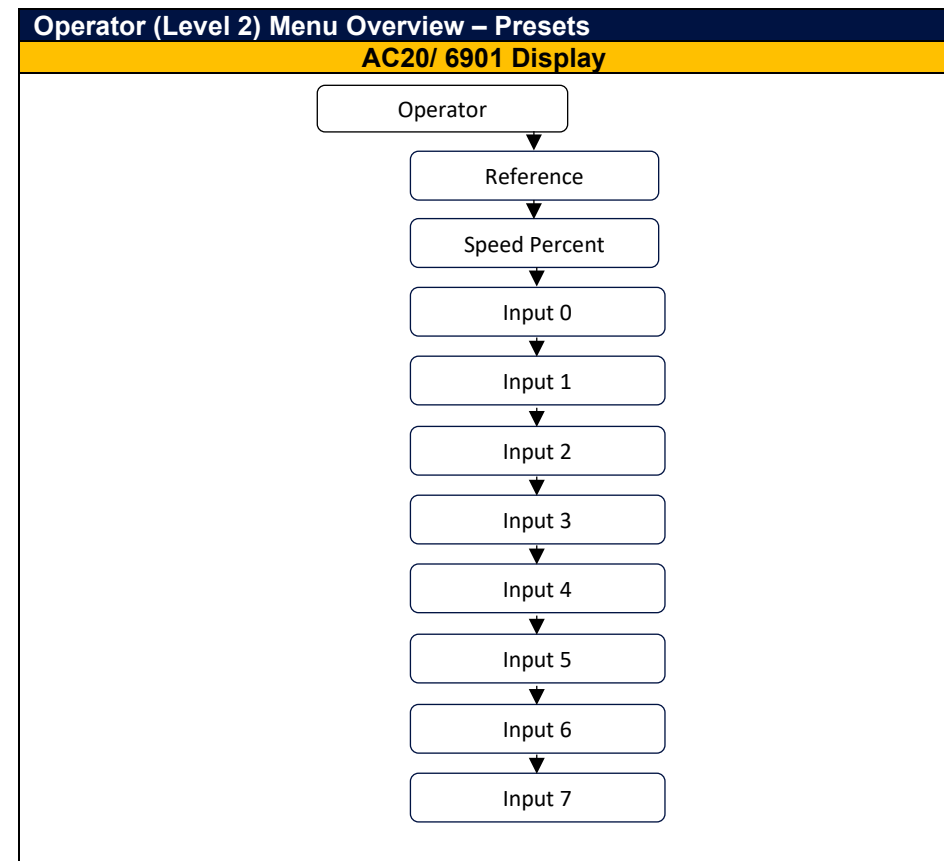 Operator (Level 2) Menu Overview – Presets
AC20/ 6901 Display
Operator
Reference
Speed Percent
Input 0
Input 1
Input 2
Input 3
Input 4
Input 5
Input 6
Input 7